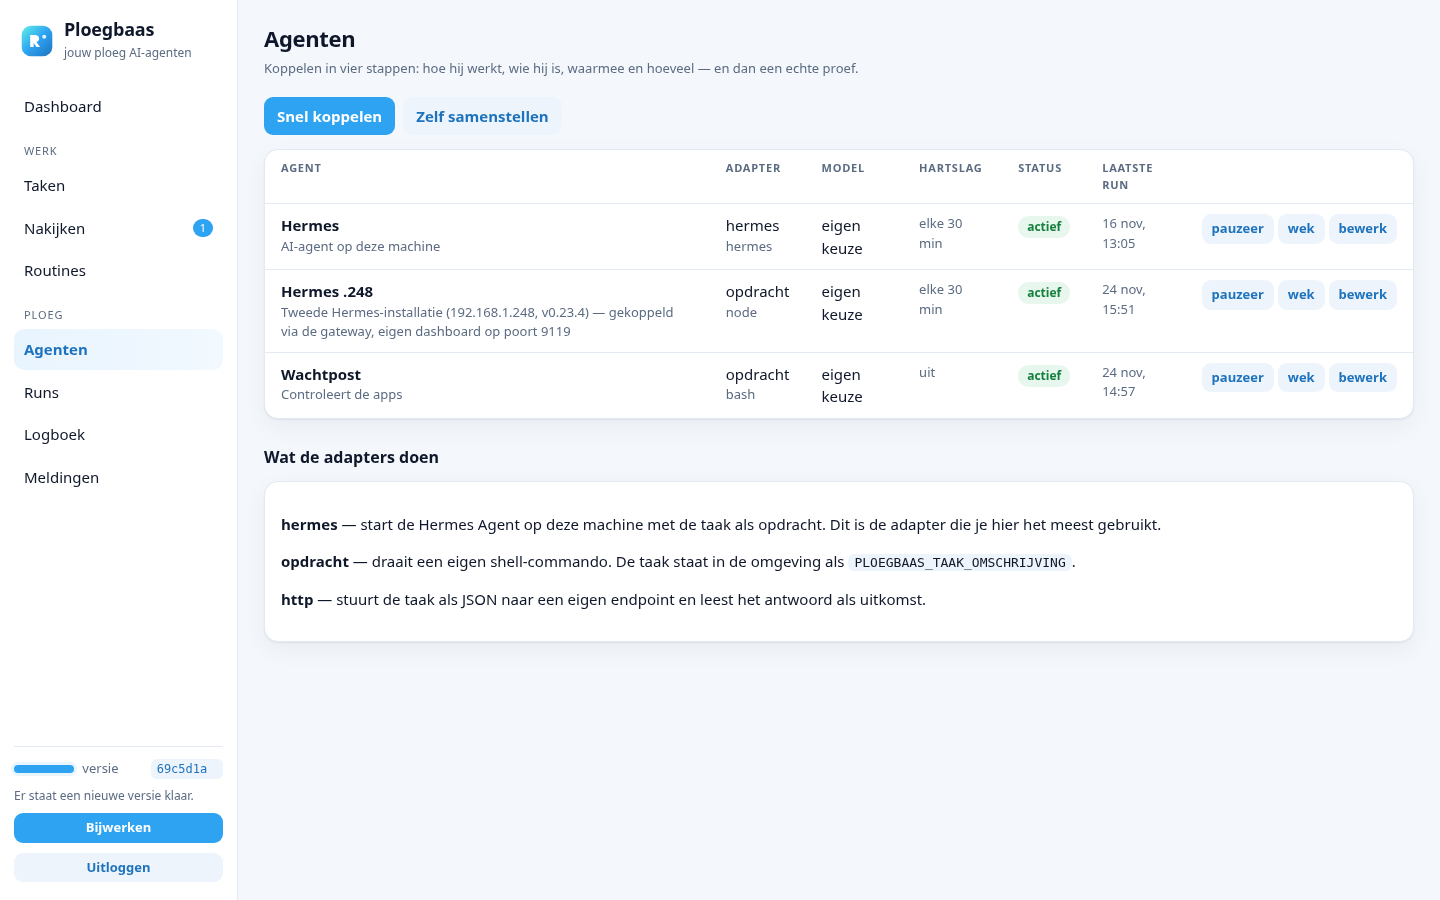 Ploegbaas
jouw ploeg AI-agenten
Dashboard
WERK
Taken
Nakijken 1
Routines
PLOEG
Agenten
Runs
Logboek
Meldingen
versie 69c5d1a
Er staat een nieuwe versie klaar.
Bijwerken
Uitloggen
Agenten
Koppelen in vier stappen: hoe hij werkt, wie hij is, waarmee en hoeveel — en dan een echte proef.
Snel koppelen Zelf samenstellen
AGENT ADAPTER MODEL HARTSLAG STATUS LAATSTE
RUN
Hermes hermes eigen elke 30 actief 16 nov, pauzeer wek bewerk
AI-agent op deze machine hermes keuze min 13:05
Hermes .248 opdracht eigen elke 30 actief 24 nov, pauzeer wek bewerk
Tweede Hermes-installatie (192.168.1.248, v0.23.4) — gekoppeld node keuze min 15:51
via de gateway, eigen dashboard op poort 9119
Wachtpost opdracht eigen uit actief 24 nov, pauzeer wek bewerk
Controleert de apps bash keuze 14:57
Wat de adapters doen
hermes — start de Hermes Agent op deze machine met de taak als opdracht. Dit is de adapter die je hier het meest gebruikt.
opdracht — draait een eigen shell-commando. De taak staat in de omgeving als PLOEGBAAS_TAAK_OMSCHRIJVING.
http — stuurt de taak als JSON naar een eigen endpoint en leest het antwoord als uitkomst.